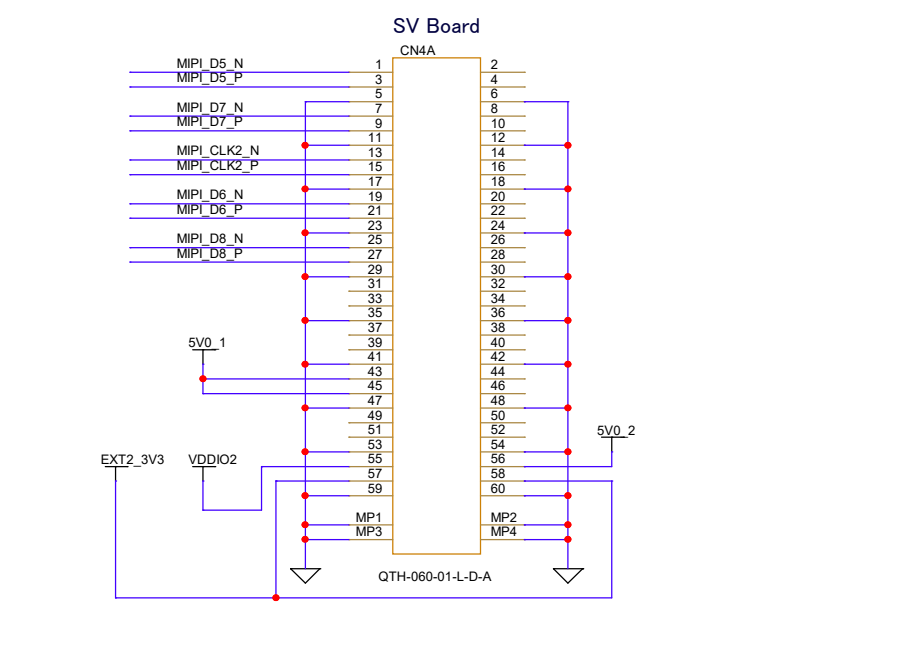 SV Board
CN4A
MIPI_D5_N 1 2
MIPI_D5_P 3 4
5 6
MIPI_D7_N 7 8
MIPI_D7_P 9 10
11 12
MIPI_CLK2_N 13 14
MIPI_CLK2_P 15 16
17 18
MIPI_D6_N 19 20
MIPI_D6_P 21 22
23 24
MIPI_D8_N 25 26
MIPI_D8_P 27 28
29 30
31 32
33 34
35 36
37 38
5V0_1 39 40
41 42
43 44
45 46
47 48
49 50
51 52 5V0_2
53 54
EXT2_3V3 VDDIO2 55 56
57 58
59 60
MP1 MP2
MP3 MP4
QTH-060-01-L-D-A